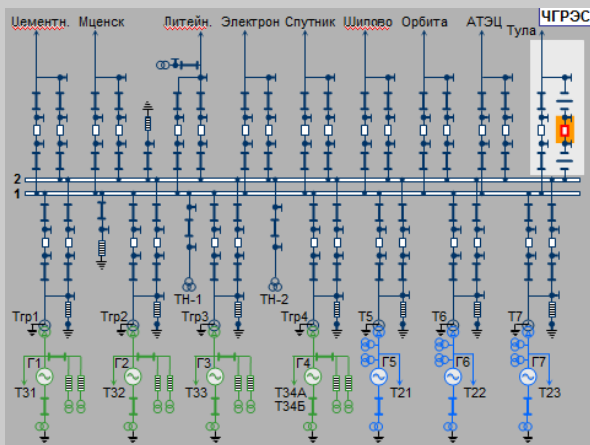 ЧГРЭС
Цементн. Мценск Литейн. Электрон Спутник Шипово Орбита АТЭЦ Тула
2
1
ТН-1 ТН-2
Тгр1 Тгр2 Тгр3 Тгр4 Т5 Т6 Т7
Г1 Г2 Г3 Г4 Г5 Г6 Г7
Т31 Т32 Т33 Т34А Т21 Т22 Т23
Т34Б